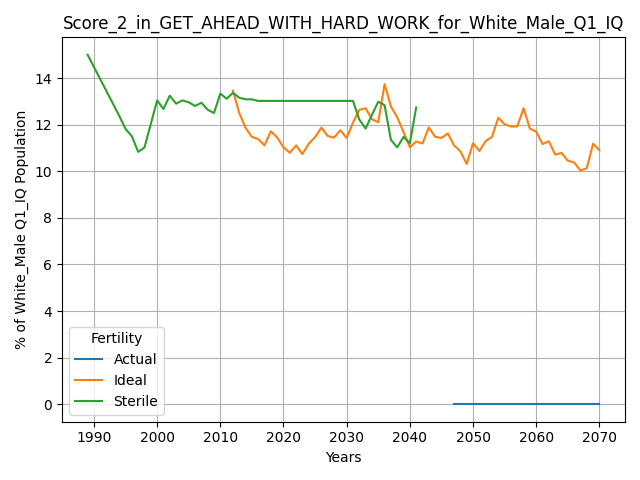 Score_2_in_GET_AHEAD_WITH_HARD_WORK_for_White_Male_Q1_IQ
% of White_Male Q1_IQ Population
14
12
10
8
6
4
2
0
Fertility
Actual
Ideal
Sterile
1990 2000 2010 2020 2030 2040 2050 2060 2070
Years